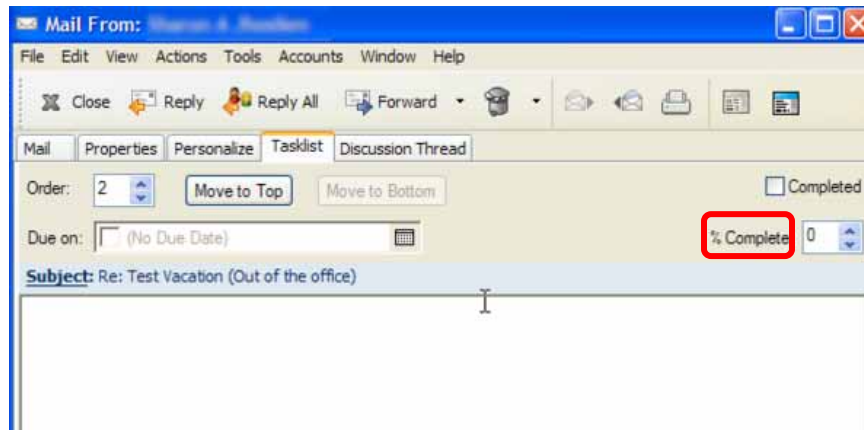 Mail From:
File Edit View Actions Tools Accounts Window Help
Close Reply Reply All Forward
Mail Properties Personalize Tasklist Discussion Thread
Order: 2 Move to Top Move to Bottom Completed
Due on: (No Due Date) % Complete 0
Subject: Re: Test Vacation (Out of the office)